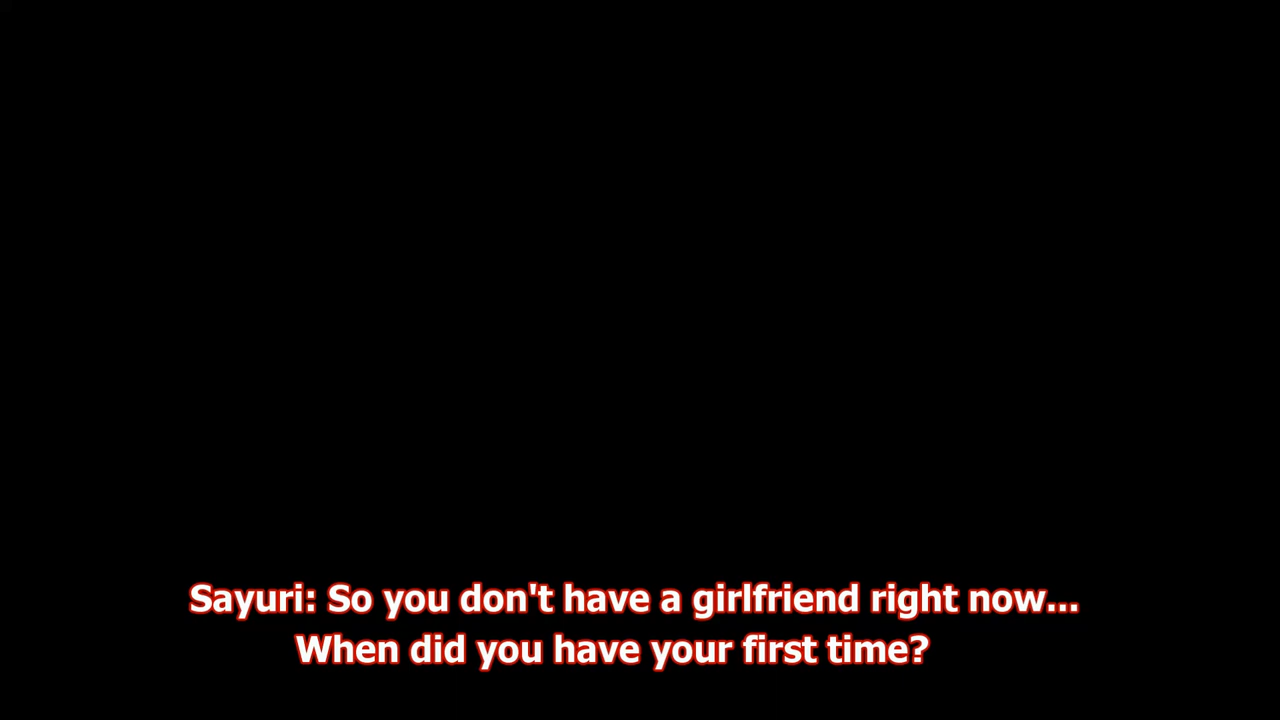 Sayuri: So you don't have a girlfriend right now...
When did you have your first time?